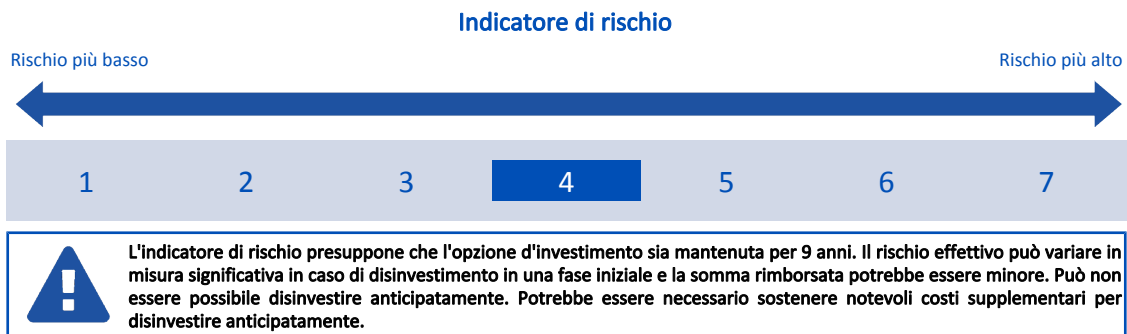 Indicatore di rischio
Rischio più basso
Rischio più alto
1 2 3 4 5 6 7
L'indicatore di rischio presuppone che l'opzione d'investimento sia mantenuta per 9 anni. Il rischio effettivo può variare in
misura significativa in caso di disinvestimento in una fase iniziale e la somma rimborsata potrebbe essere minore. Può non
essere possibile disinvestire anticipatamente. Potrebbe essere necessario sostenere notevoli costi supplementari per
disinvestire anticipatamente.